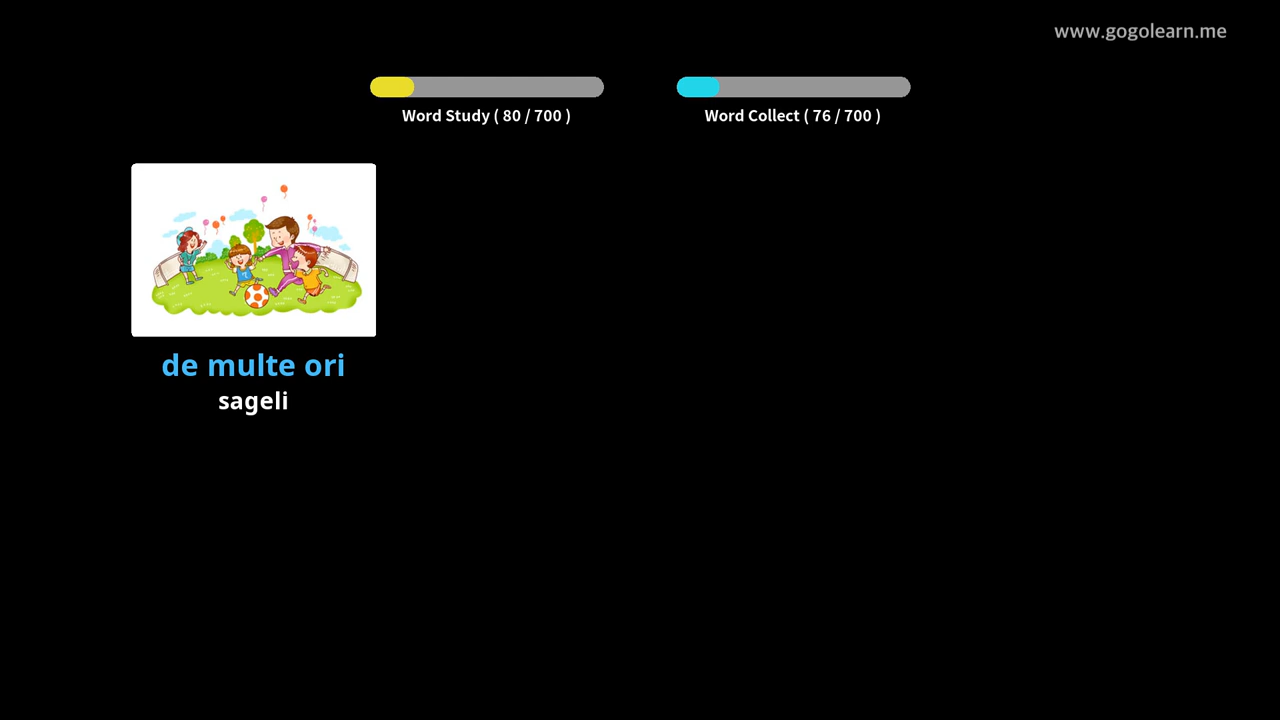 www.gogolearn.me
Word Study ( 80 / 700 )
Word Collect ( 76 / 700 )
de multe ori
sageli